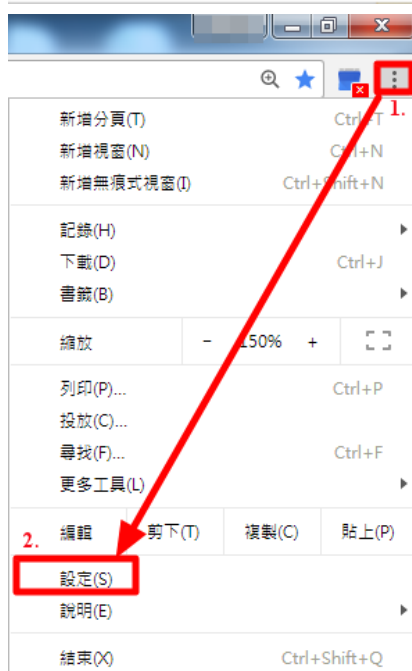 1.
新增分頁(T) Ctrl+T
新增視窗(N) Ctrl+N
新增無痕式視窗(I) Ctrl+Shift+N
記錄(H)
下載(D) Ctrl+J
書籤(B)
縮放 - 150% +
列印(P)... Ctrl+P
投放(C)...
尋找(F)... Ctrl+F
更多工具(L)
編輯 剪下(T) 複製(C) 貼上(P)
2.
設定(S)
說明(E)
結束(X) Ctrl+Shift+Q